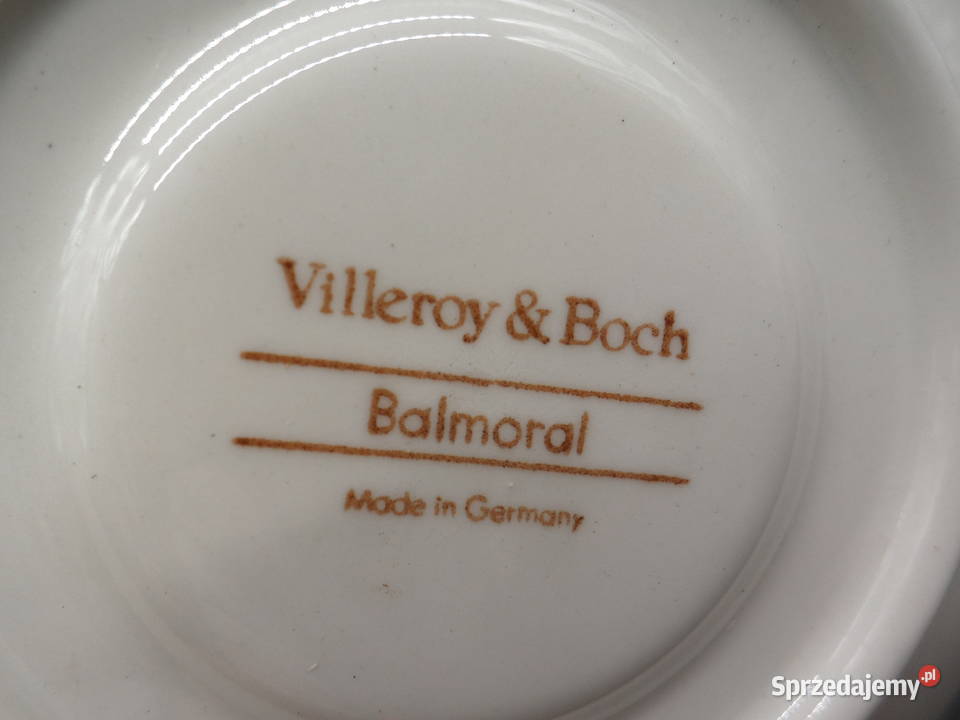 Villeroy & Boch
Balmoral
Made in Germany
Sprzedajemy.pl